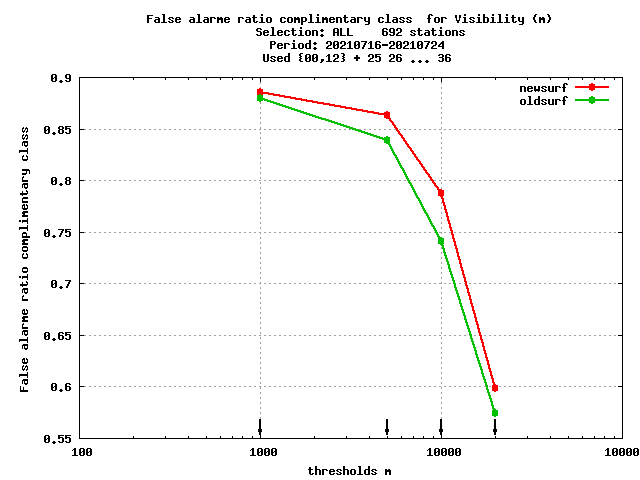 False alarme ratio complimentary class  for Visibility (m)
Selection: ALL    692 stations
Period: 20210716-20210724
Used {00,12} + 25 26 ... 36
newsurf
oldsurf
False alarme ratio complimentary class
0.9
0.85
0.8
0.75
0.7
0.65
0.6
0.55
100 1000 10000 10000
thresholds m